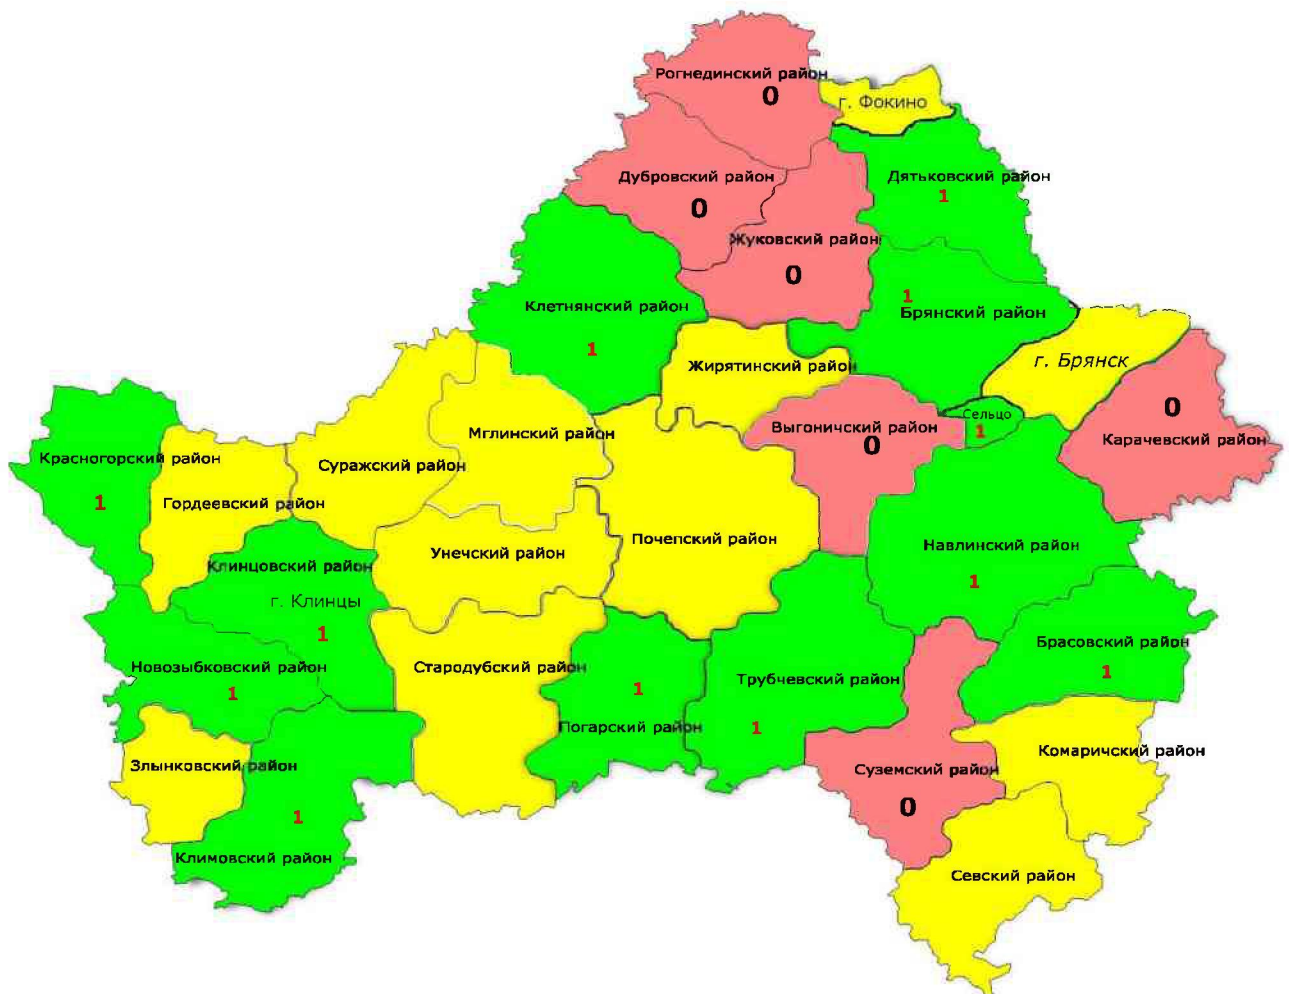 Рогнединский район
0
г. Фокино
Дубровский район
0
Дятьковский район
1
Жуковский район
0
Клетнянский район
1
1
Брянский район
Жирятинский район
г. Брянск
Выгоничский район
0
Сельцо
1
0
Карачевский район
Мглинский район
Суражский район
Красногорский район
1
Гордеевский район
Унечский район
Почепский район
Навлинский район
1
Клинцовский район
г. Клинцы
1
Новозыбковский район
1
Стародубский район
1
Погарский район
Трубчевский район
1
Брасовский район
1
Злынковский район
1
Климовский район
Суземский район
0
Комаричский район
Севский район